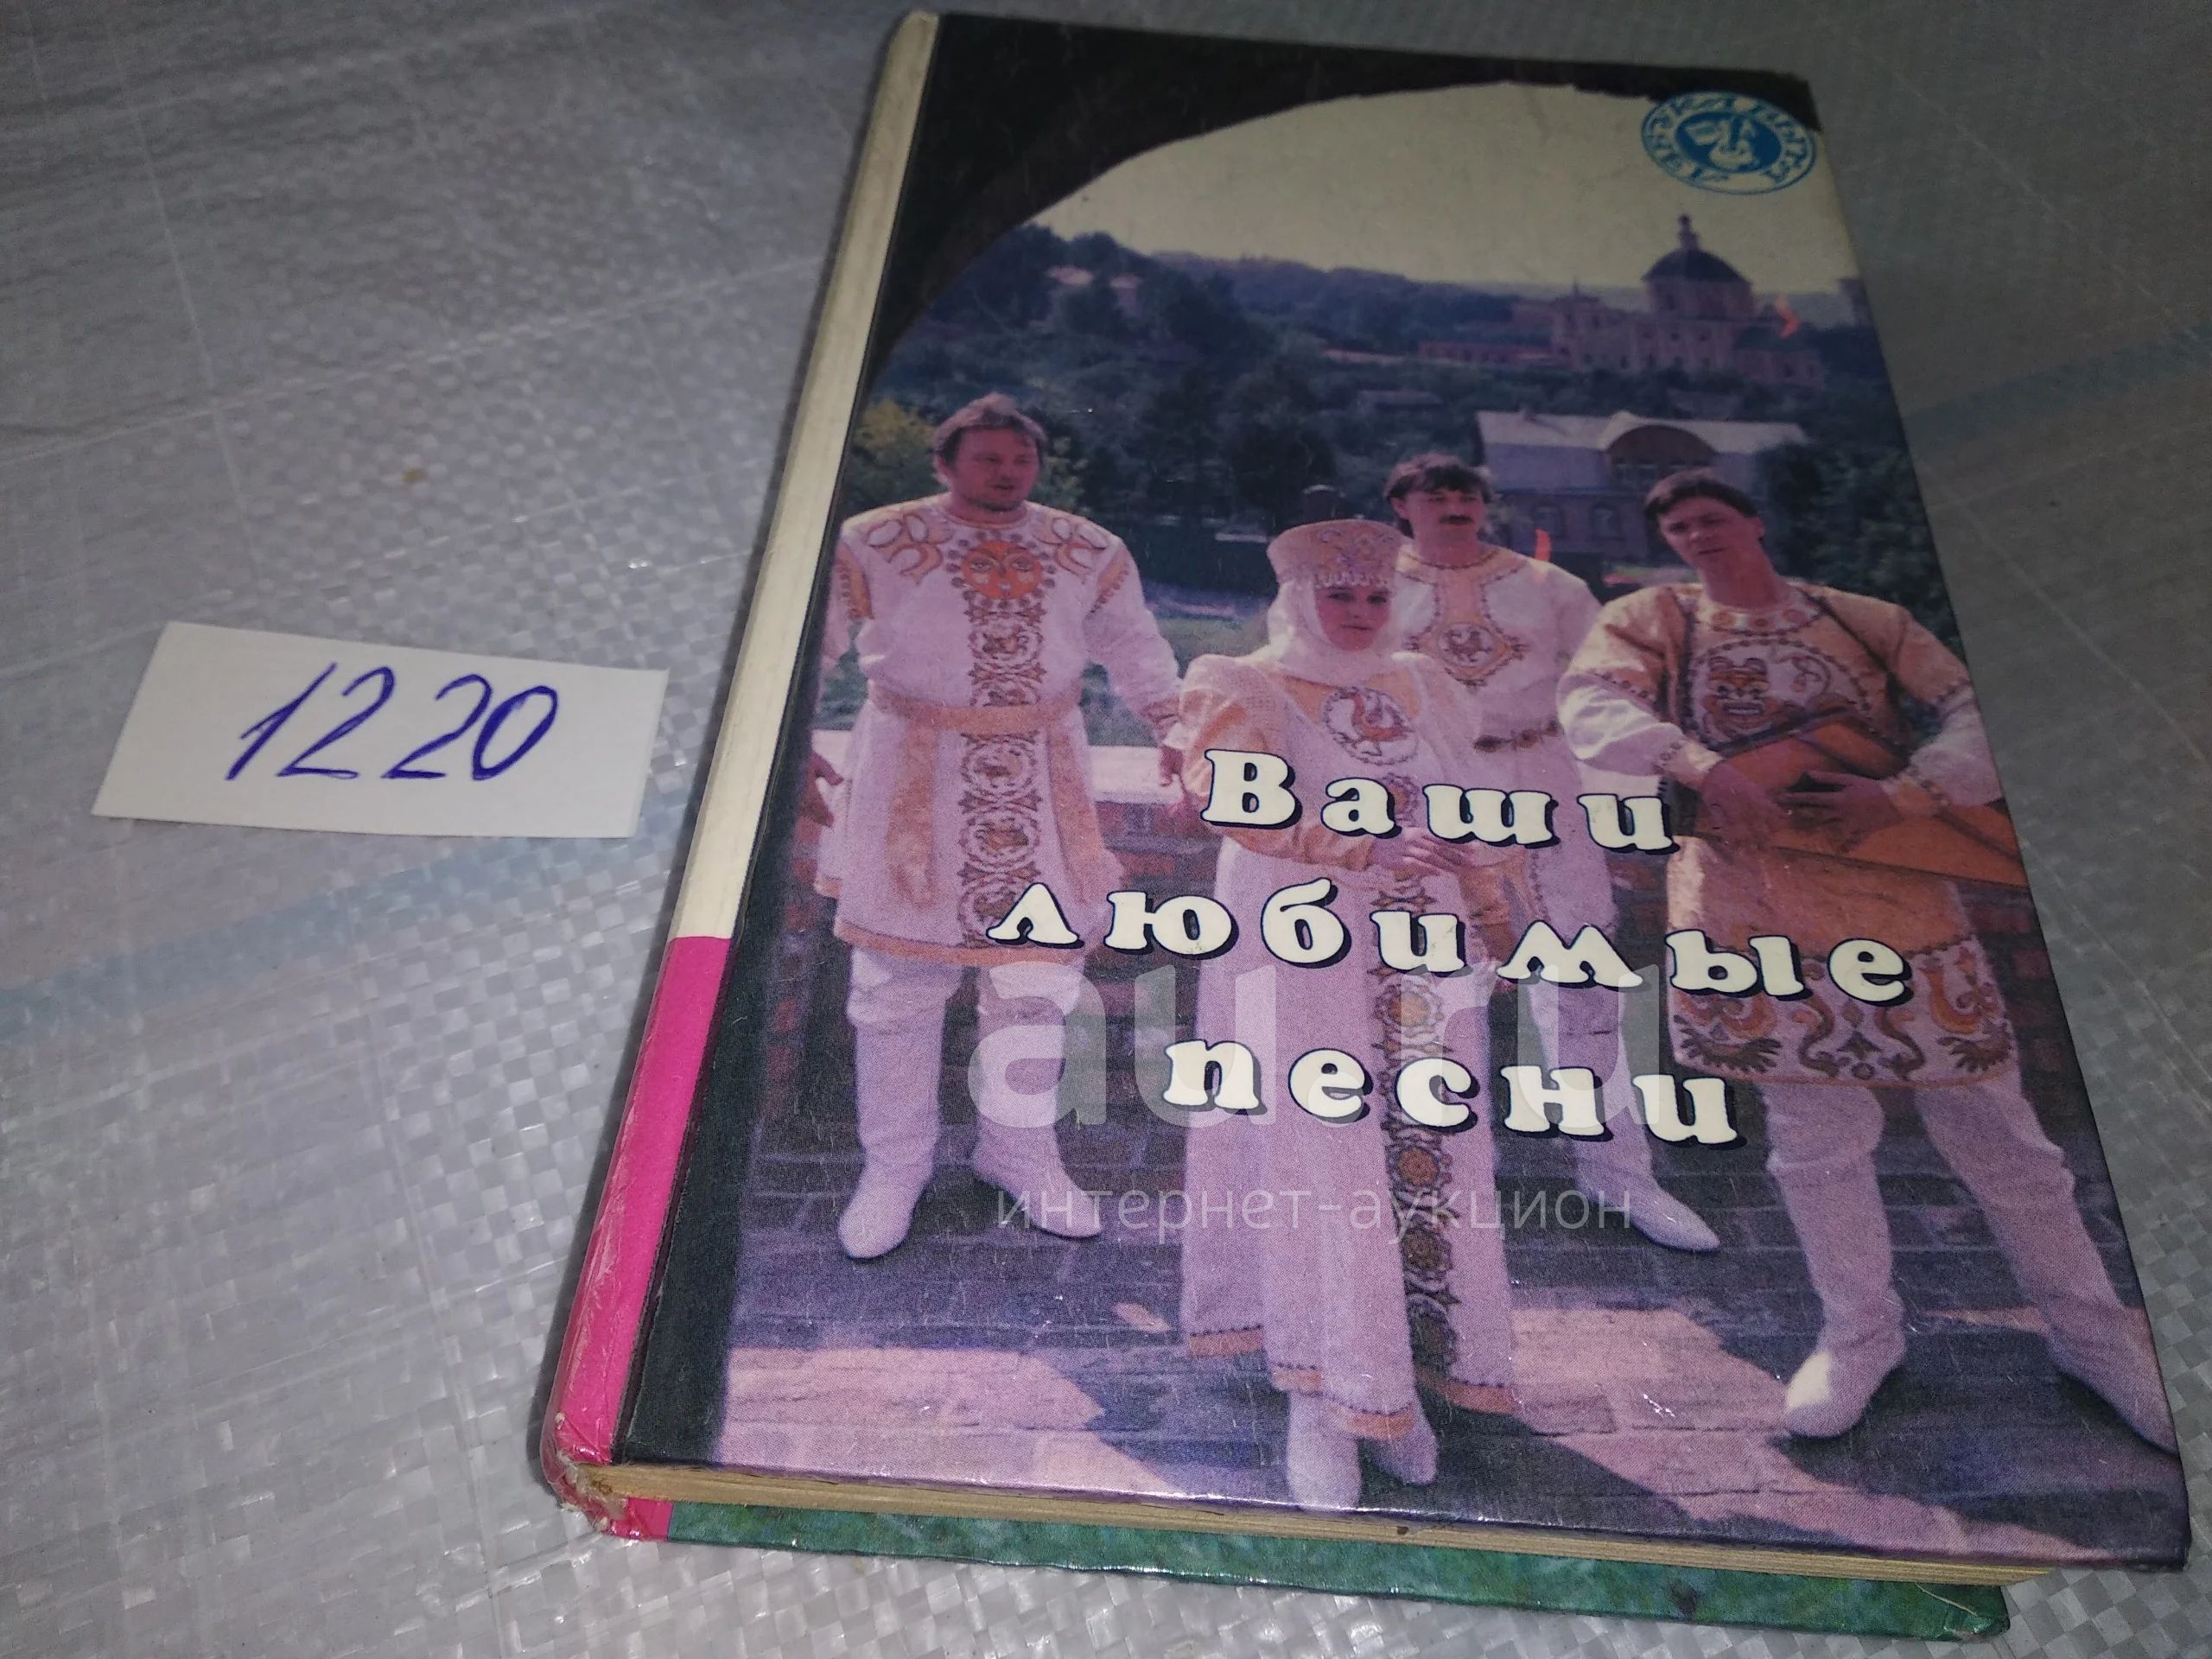 1220
Ваши
любимые
песни
au.ru
интернет-аукцион